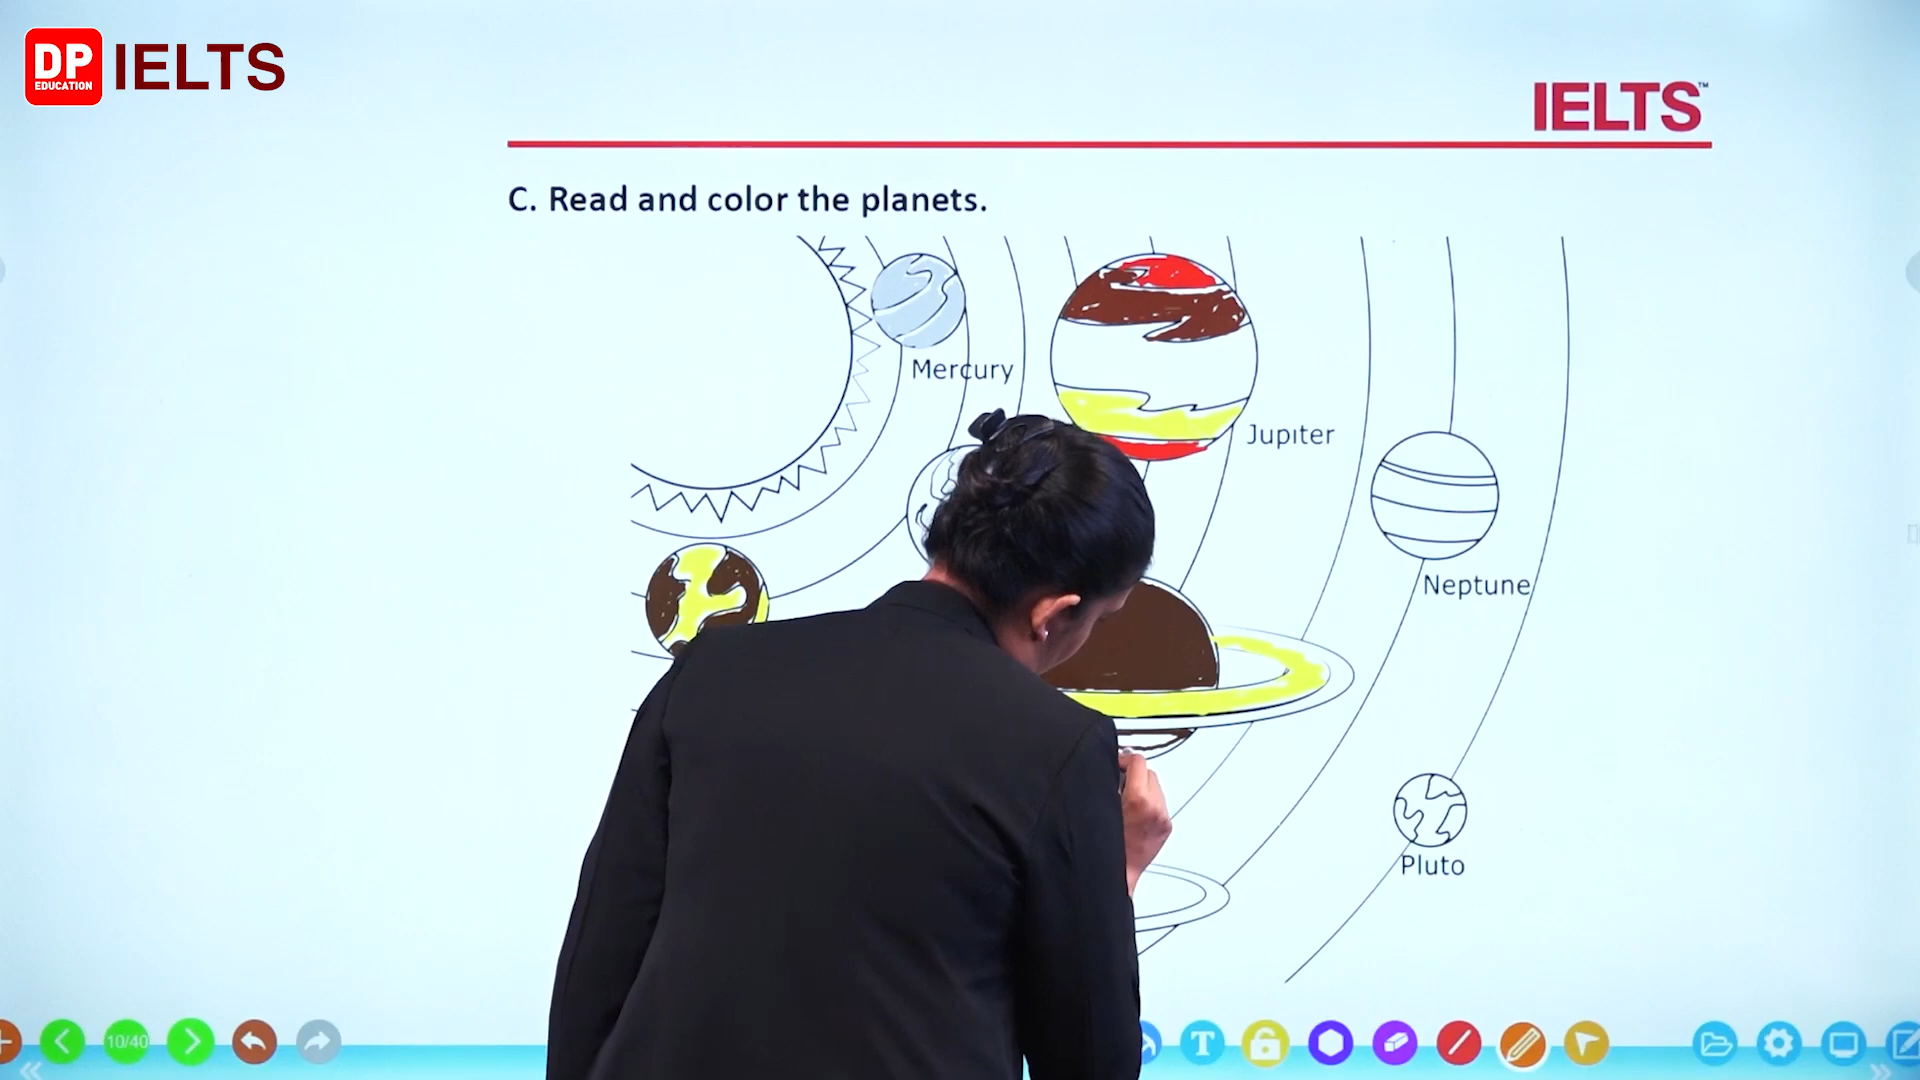 DP
EDUCATION
IELTS
IELTS™
C. Read and color the planets.
Mercury
Jupiter
Neptune
Pluto
10/40
T